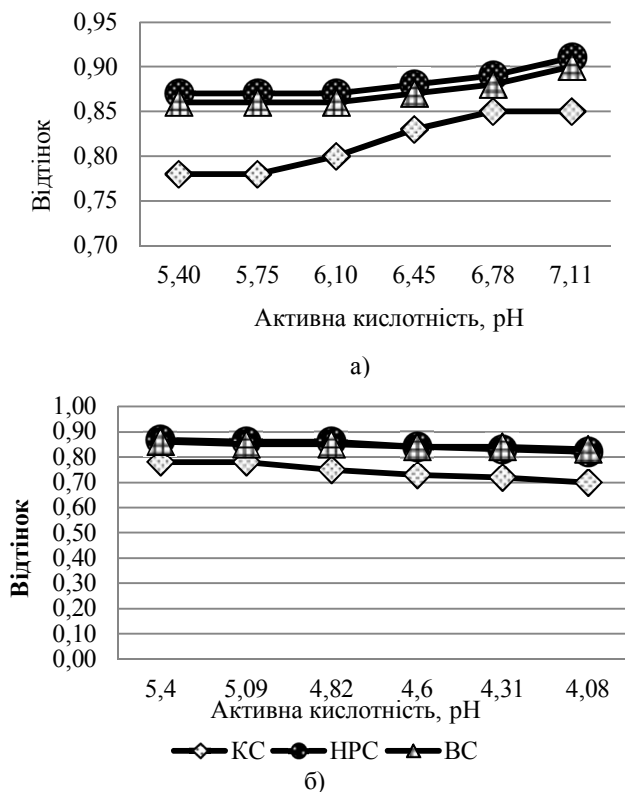 0,95
0,90
0,85
0,80
0,75
0,70
Відтінок
5,40 5,75 6,10 6,45 6,78 7,11
Активна кислотність, рН
а)
1,00
0,90
0,80
0,70
0,60
0,50
0,40
0,30
0,20
0,10
0,00
Відтінок
5,4 5,09 4,82 4,6 4,31 4,08
Активна кислотність, рН
КС НРС ВС
б)